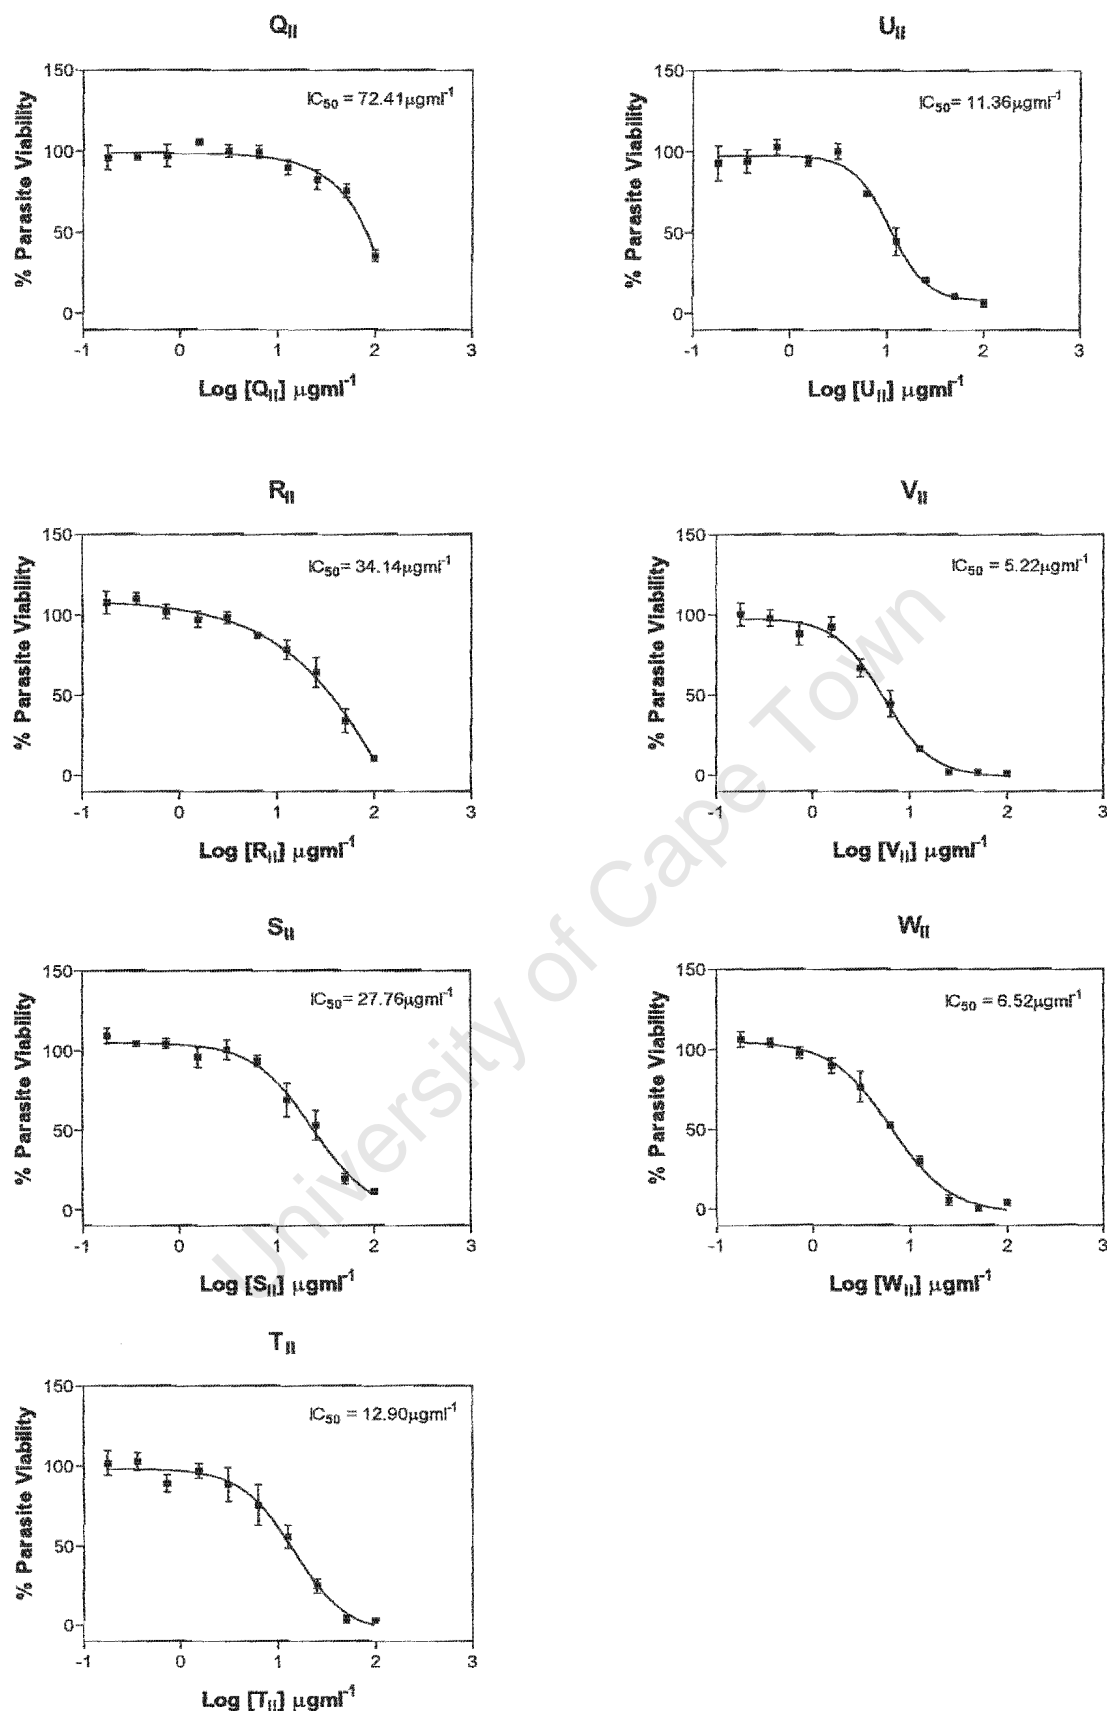 Q_II
150
100
50
0
-1 0 1 2 3
% Parasite Viability
IC50 = 72.41µgml-1
Log [Q_II] µgml-1
U_II
150
100
50
0
-1 0 1 2 3
% Parasite Viability
IC50= 11.36µgml-1
Log [U_II] µgml-1
R_II
150
100
50
0
-1 0 1 2 3
% Parasite Viability
IC50= 34.14µgml-1
Log [R_II] µgml-1
V_II
150
100
50
0
-1 0 1 2 3
% Parasite Viability
IC50 = 5.22µgml-1
Log [V_II] µgml-1
S_II
150
100
50
0
-1 0 1 2 3
% Parasite Viability
IC50= 27.76µgml-1
Log [S_II] µgml-1
W_II
150
100
50
0
-1 0 1 2 3
% Parasite Viability
IC50 = 6.52µgml-1
Log [W_II] µgml-1
T_II
150
100
50
0
-1 0 1 2 3
% Parasite Viability
IC50 = 12.90µgml-1
Log [T_II] µgml-1
University of Cape Town